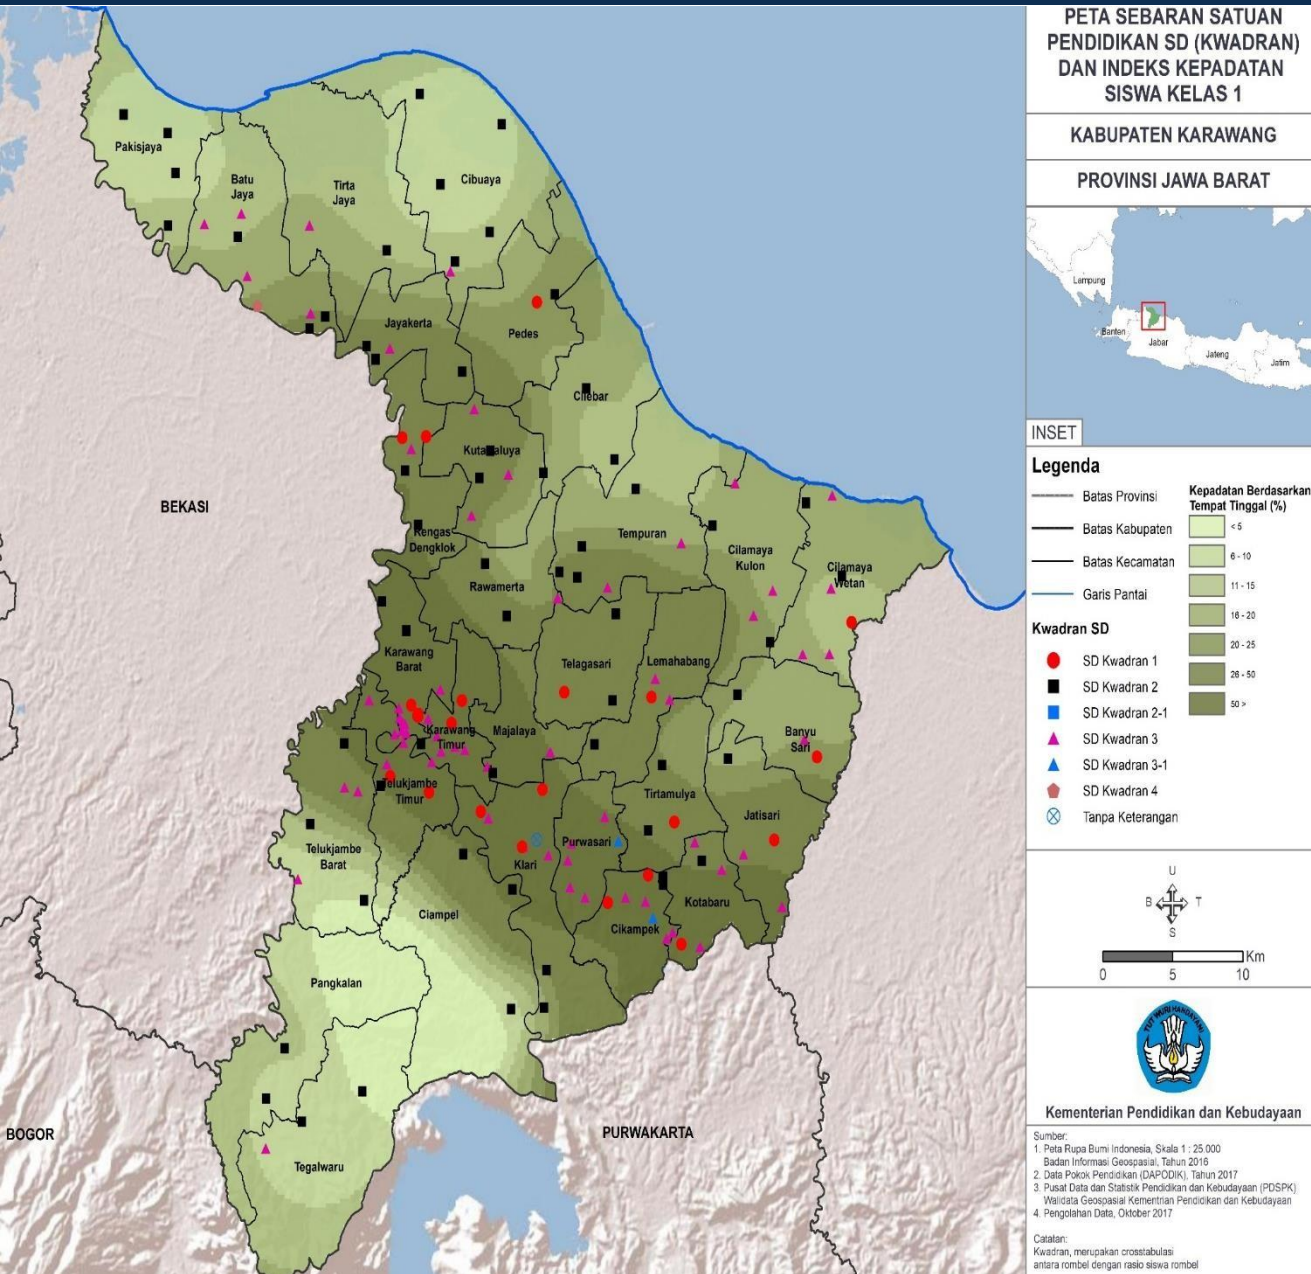 PETA SEBARAN SATUAN
PENDIDIKAN SD (KWADRAN)
DAN INDEKS KEPADATAN
SISWA KELAS 1
KABUPATEN KARAWANG
PROVINSI JAWA BARAT
Lampung
Banten
Jabar
Jateng
Jatim
INSET
Legenda
Batas Provinsi
Batas Kabupaten
Batas Kecamatan
Garis Pantai
Kwadran SD
SD Kwadran 1
SD Kwadran 2
SD Kwadran 2-1
SD Kwadran 3
SD Kwadran 3-1
SD Kwadran 4
Tanpa Keterangan
Kepadatan Berdasarkan
Tempat Tinggal (%)
< 5
6 - 10
11 - 15
16 - 20
20 - 25
26 - 50
50 >
U
B
T
S
Km
0
5
10
TUT WURI HANDAYANI
Kementerian Pendidikan dan Kebudayaan
Sumber:
1. Peta Rupa Bumi Indonesia, Skala 1 : 25.000
Badan Informasi Geospasial, Tahun 2016
2. Data Pokok Pendidikan (DAPODIK), Tahun 2017
3. Pusat Data dan Statistik Pendidikan dan Kebudayaan (PDSPK)
Walidata Geospasial Kementrian Pendidikan dan Kebudayaan
4. Pengolahan Data, Oktober 2017
Catatan:
Kwadran, merupakan crosstabulasi
antara rombel dengan rasio siswa rombel
Pakisjaya
Batu
Jaya
Tirta
Jaya
Cibuaya
Jayakerta
Pedes
Cilebar
BEKASI
Rengas
Dengklok
Tempuran
Cilamaya
Kulon
Cilamaya
Wetan
Rawamerta
Karawang
Barat
Telagasari
Lemahabang
Karawang
Timur
Majalaya
Banyu
Sari
Telukjambe
Timur
Tirtamulya
Jatisari
Telukjambe
Barat
Klari
Purwasari
Ciampel
Cikampek
Kotabaru
Pangkalan
BOGOR
PURWAKARTA
Tegalwaru